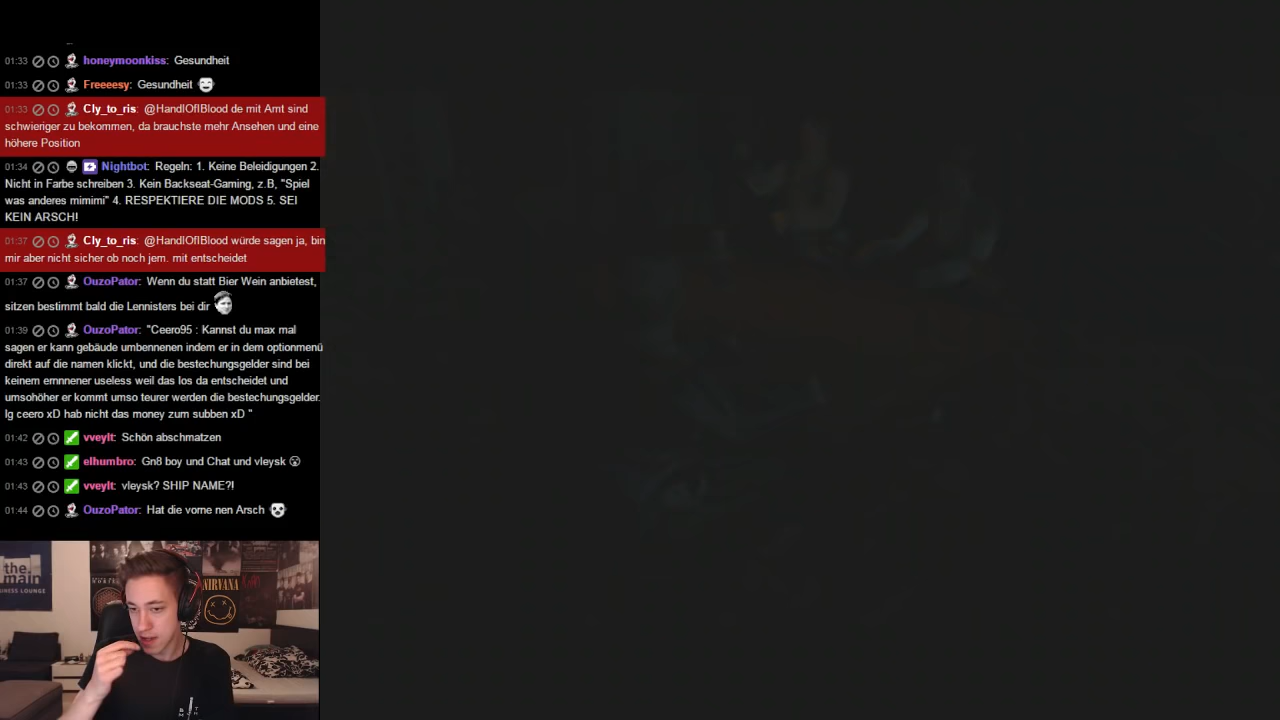 01:33 honeymoonkiss: Gesundheit
01:33 Freeeesy: Gesundheit
01:33 Cly_to_ris: @HandIOfIBlood de mit Amt sind
schwieriger zu bekommen, da brauchste mehr Ansehen und eine
höhere Position
01:34 Nightbot: Regeln: 1. Keine Beleidigungen 2.
Nicht in Farbe schreiben 3. Kein Backseat-Gaming, z.B, "Spiel
was anderes mimimi" 4. RESPEKTIERE DIE MODS 5. SEI
KEIN ARSCH!
01:37 Cly_to_ris: @HandIOfIBlood würde sagen ja, bin
mir aber nicht sicher ob noch jem. mit entscheidet
01:37 OuzoPator: Wenn du statt Bier Wein anbietest,
sitzen bestimmt bald die Lennisters bei dir
01:39 OuzoPator: "Ceero95 : Kannst du max mal
sagen er kann gebäude umbennenen indem er in dem optionmenü
direkt auf die namen klickt, und die bestechungsgelder sind bei
keinem ernnnener useless weil das los da entscheidet und
umsohöher er kommt umso teurer werden die bestechungsgelder.
lg ceero xD hab nicht das money zum subben xD "
01:42 vveylt: Schön abschmatzen
01:43 elhumbro: Gn8 boy und Chat und vleysk
01:43 vveylt: vleysk? SHIP NAME?!
01:44 OuzoPator: Hat die vorne nen Arsch
the.
main
NESS LOUNGE
NIRVANA